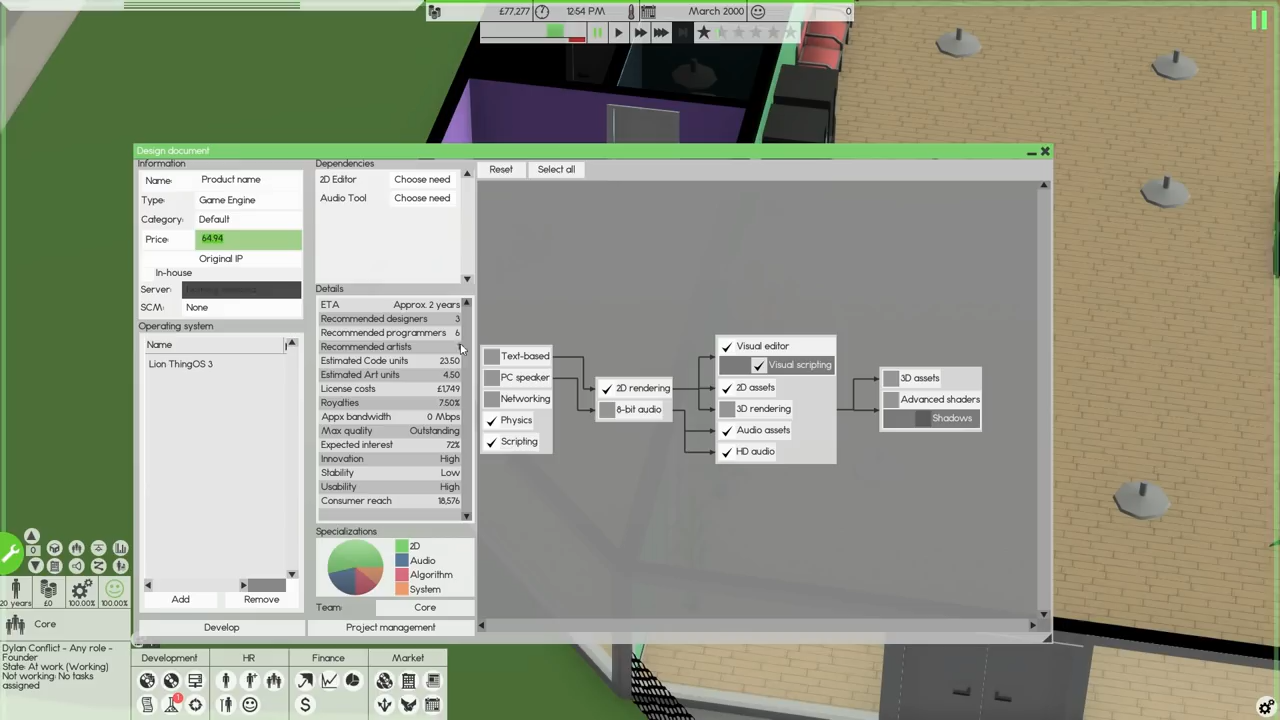 £77,277
12:54 PM
March 2000
0
Design document
Information
Name: Product name
Type: Game Engine
Category: Default
Price: 64.94
Original IP
In-house
Server:
SCM: None
Operating system
Name
Lion ThingOS 3
Add
Remove
Develop
Dependencies
2D Editor Choose need
Audio Tool Choose need
Details
ETA Approx. 2 years
Recommended designers 3
Recommended programmers 6
Recommended artists
Estimated Code units 23.50
Estimated Art units 4.50
License costs £1,749
Royalties 7.50%
Appx bandwidth 0 Mbps
Max quality Outstanding
Expected interest 72%
Innovation High
Stability Low
Usability High
Consumer reach 18,576
Specializations
2D
Audio
Algorithm
System
Team: Core
Project management
Reset
Select all
Text-based
PC speaker
Networking
Physics
Scripting
2D rendering
8-bit audio
Visual editor
Visual scripting
2D assets
3D rendering
Audio assets
HD audio
3D assets
Advanced shaders
Shadows
0
20 years
£0
100.00%
100.00%
Core
Dylan Conflict - Any role -
Founder
State: At work (Working)
Not working: No tasks
assigned
Development
HR
Finance
Market
1